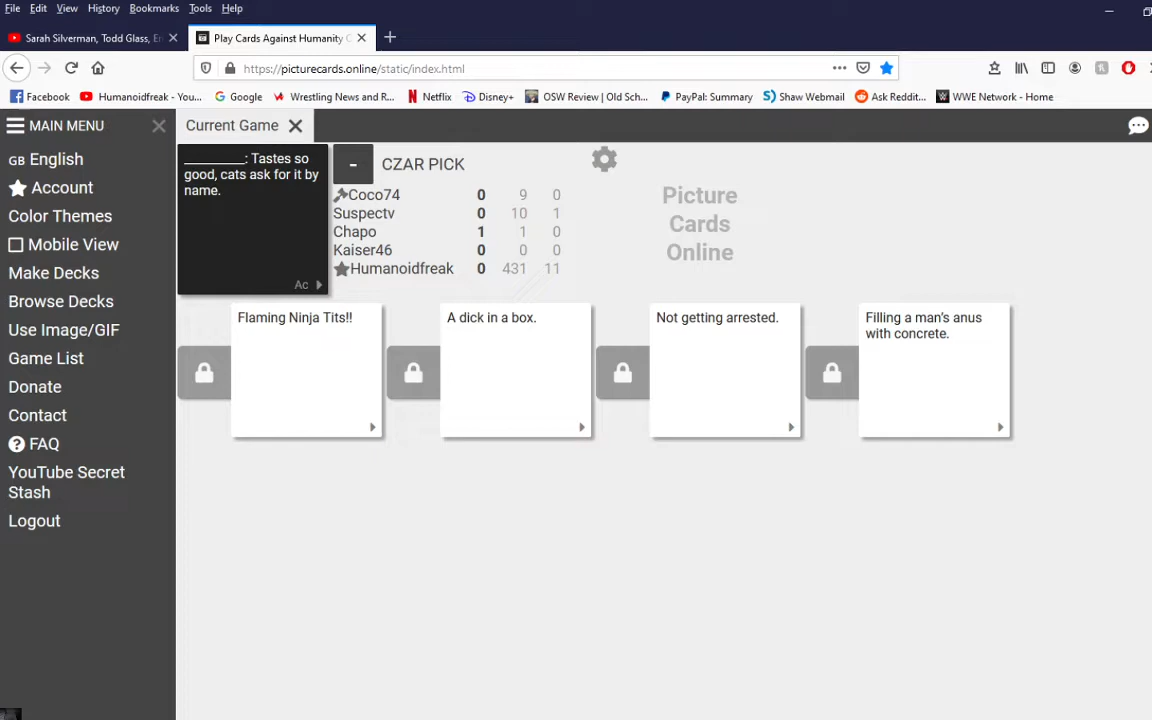 File Edit View History Bookmarks Tools Help
Sarah Silverman, Todd Glass, Er
Play Cards Against Humanity O
https://picturecards.online/static/index.html
Facebook Humanoidfreak - You... Google Wrestling News and R... Netflix Disney+ OSW Review | Old Sch... PayPal: Summary Shaw Webmail Ask Reddit... WWE Network - Home
MAIN MENU
Current Game
GB English
Account
Color Themes
Mobile View
Make Decks
Browse Decks
Use Image/GIF
Game List
Donate
Contact
FAQ
YouTube Secret
Stash
Logout
_________: Tastes so
good, cats ask for it by
name.
Ac
- CZAR PICK
Coco74 0 9 0
Suspectv 0 10 1
Chapo 1 1 0
Kaiser46 0 0 0
Humanoidfreak 0 431 11
Picture
Cards
Online
Flaming Ninja Tits!!
A dick in a box.
Not getting arrested.
Filling a man's anus
with concrete.